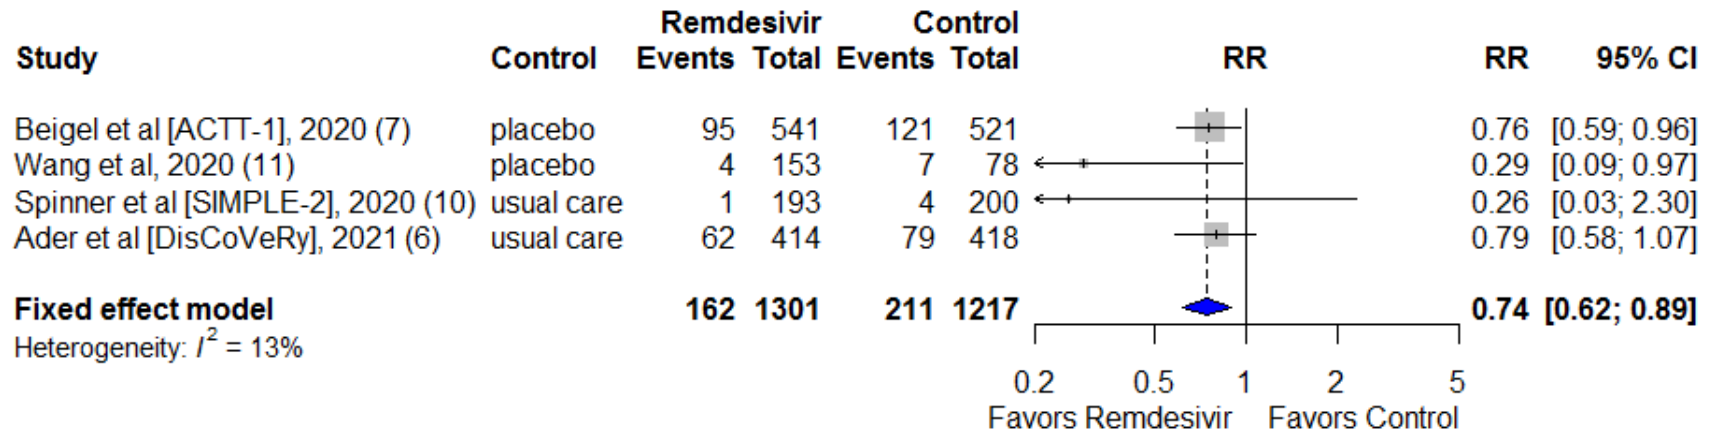 Remdesivir Control
Study Control Events Total Events Total RR RR 95% CI
Beigel et al [ACTT-1], 2020 (7) placebo 95 541 121 521 0.76 [0.59; 0.96]
Wang et al, 2020 (11) placebo 4 153 7 78 0.29 [0.09; 0.97]
Spinner et al [SIMPLE-2], 2020 (10) usual care 1 193 4 200 0.26 [0.03; 2.30]
Ader et al [DisCoVeRy], 2021 (6) usual care 62 414 79 418 0.79 [0.58; 1.07]
Fixed effect model 162 1301 211 1217 0.74 [0.62; 0.89]
Heterogeneity: I² = 13%
0.2 0.5 1 2 5
Favors Remdesivir Favors Control